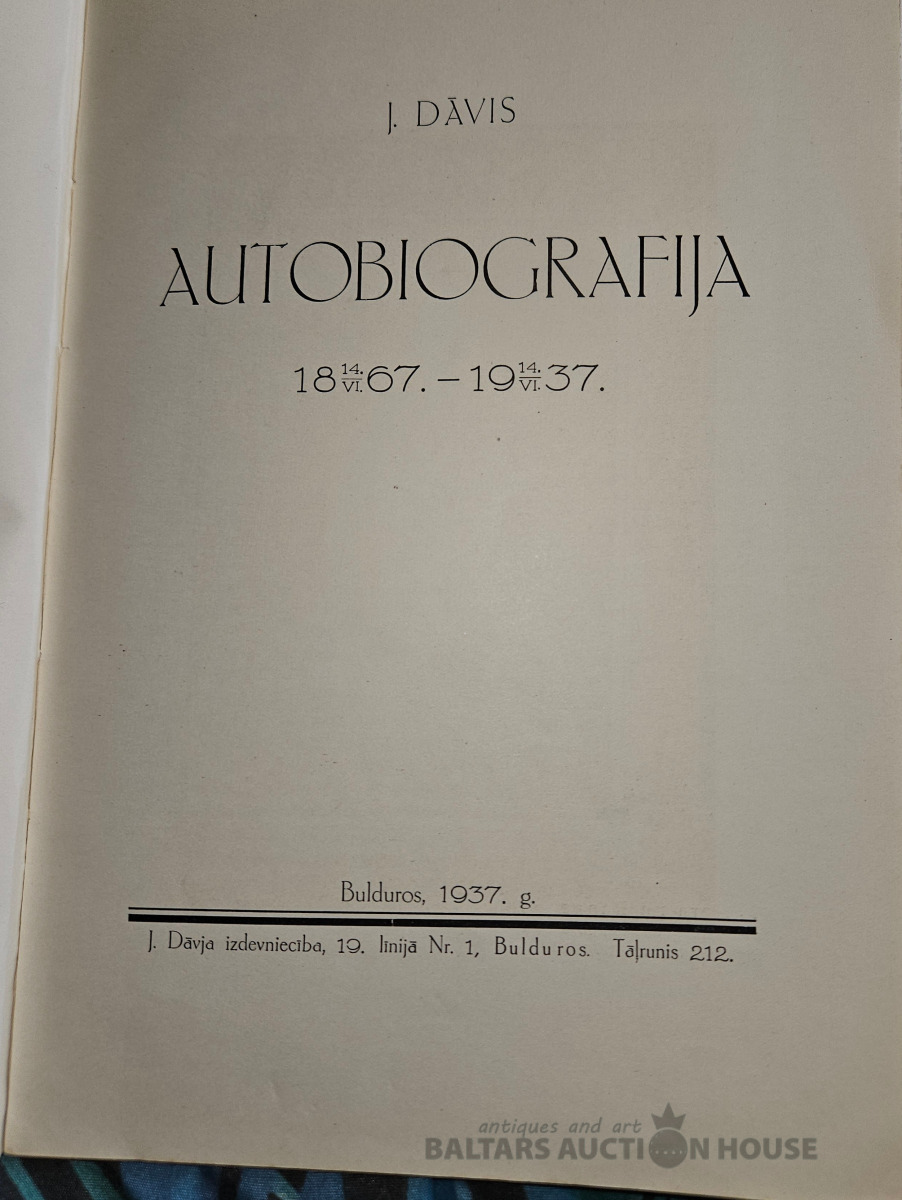 J. DĀVIS
AUTOBIOGRAFIJA
18 14./VI. 67. – 19 14./VI. 37.
Bulduros, 1937. g.
J. Dāvja izdevniecība, 19. līnijā Nr. 1, Bulduros. Tāļrunis 212.
antiques and art
BALTARS AUCTION HOUSE